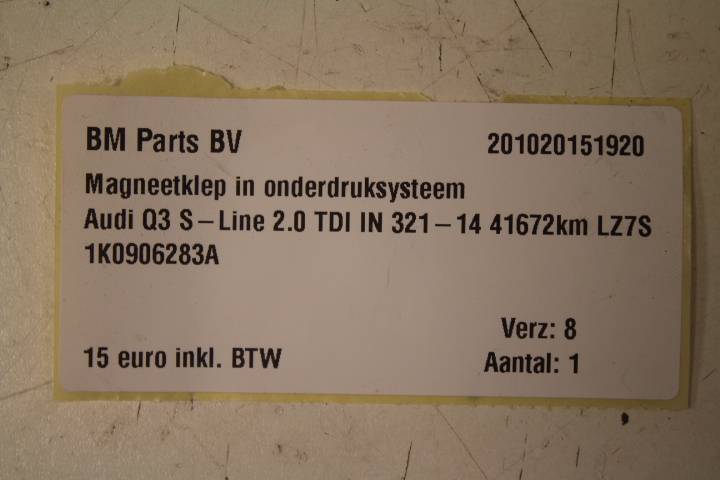 BM Parts BV 201020151920
Magneetklep in onderdruksysteem
Audi Q3 S-Line 2.0 TDI IN 321-14 41672km LZ7S
1K0906283A
Verz: 8
15 euro inkl. BTW Aantal: 1